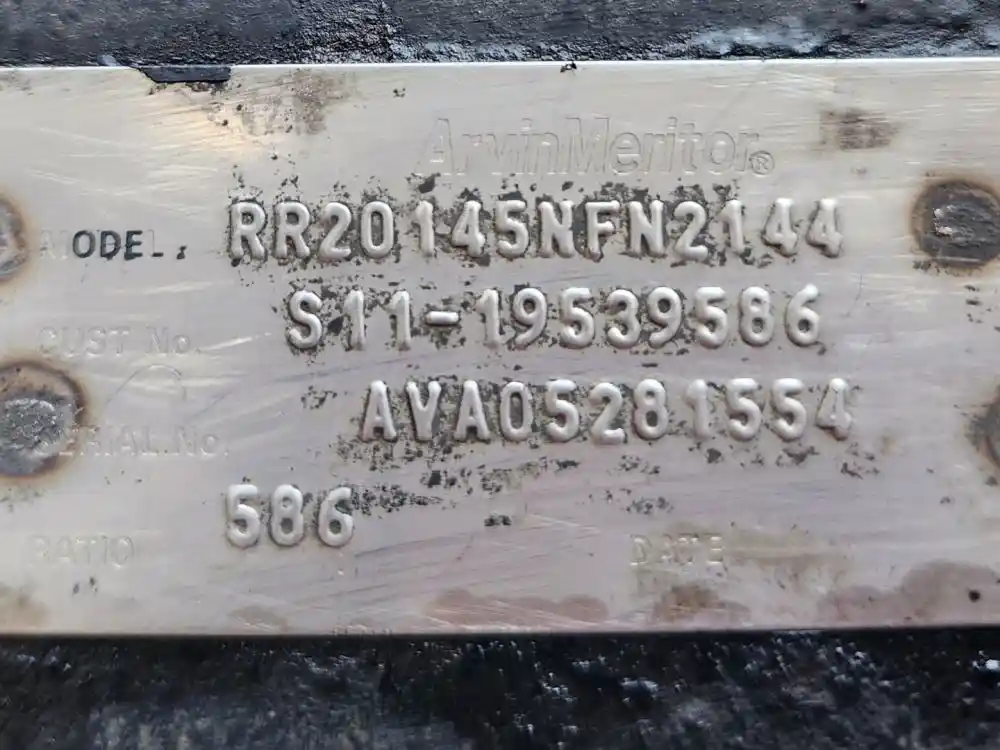 ArvinMeritor®
MODEL: RR20145NFN2144
CUST No. S11-19539586
SERIAL.No. AVA05281554
586
RATIO DATE